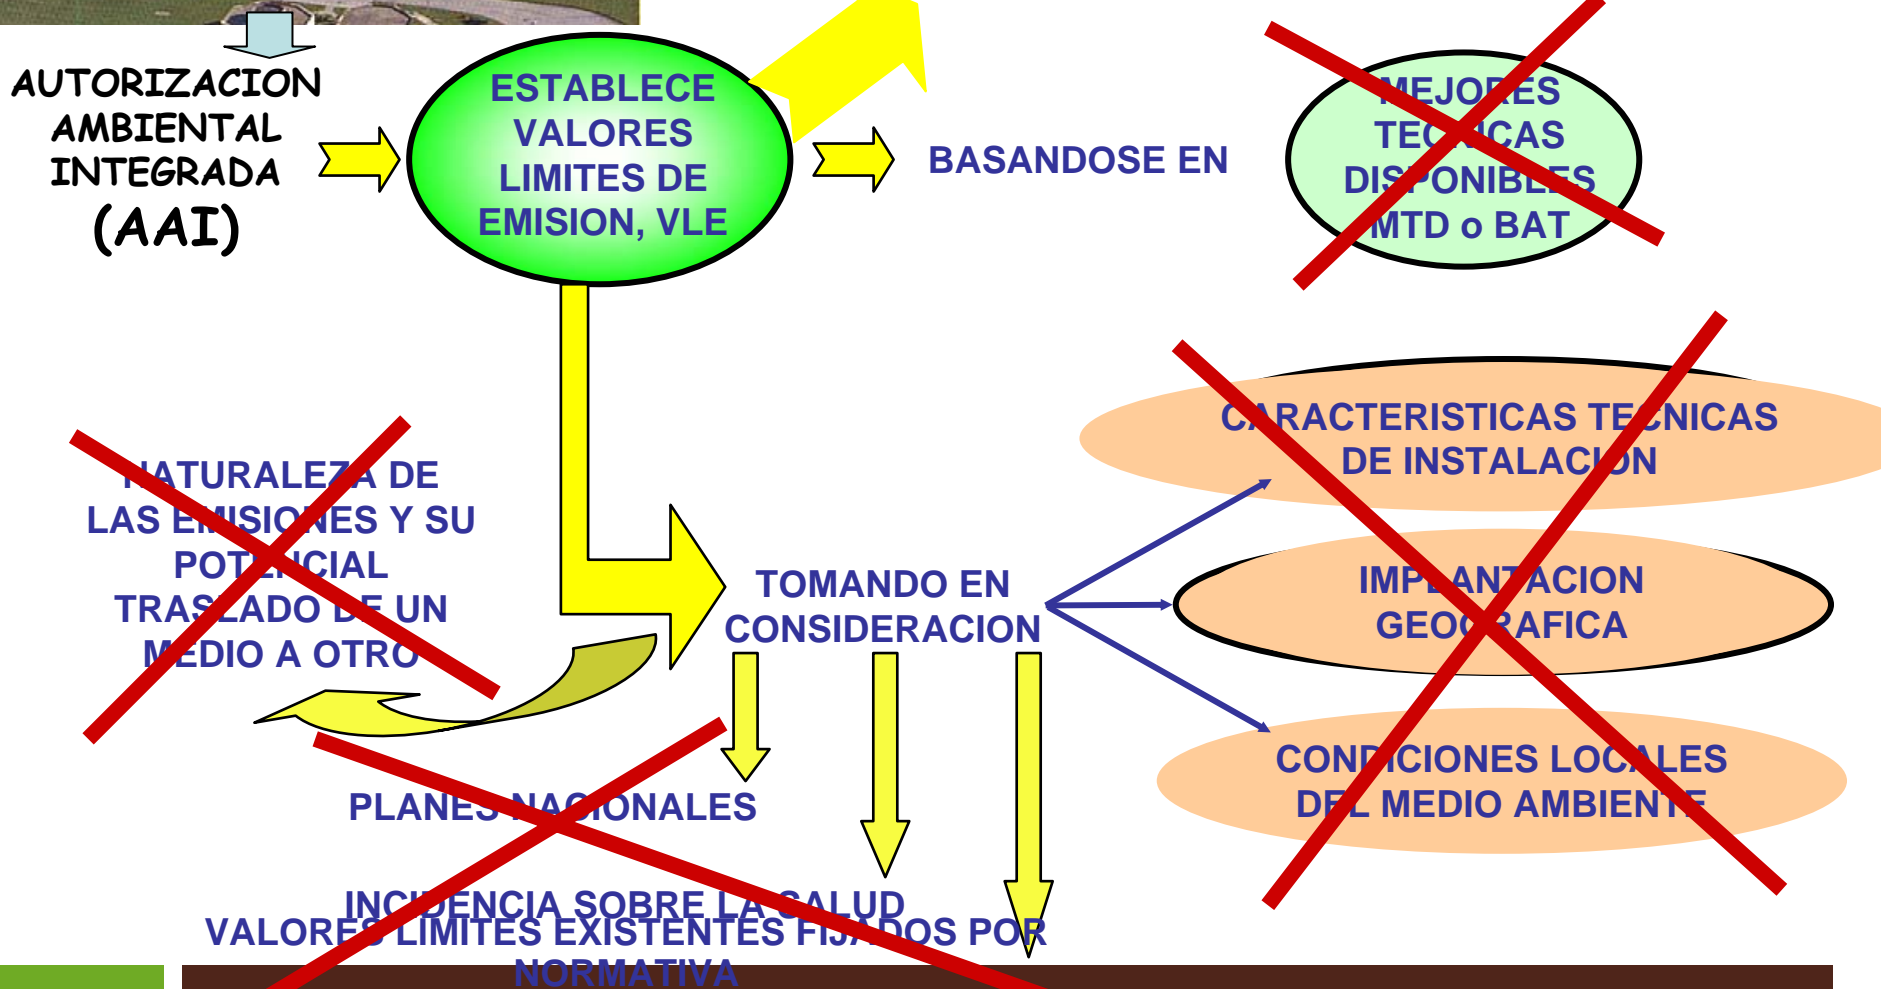 AUTORIZACION
AMBIENTAL
INTEGRADA
(AAI)
ESTABLECE
VALORES
LIMITES DE
EMISION, VLE
BASANDOSE EN
MEJORES
TECNICAS
DISPONIBLES
MTD o BAT
NATURALEZA DE
LAS EMISIONES Y SU
POTENCIAL
TRASLADO DE UN
MEDIO A OTRO
TOMANDO EN
CONSIDERACION
CARACTERISTICAS TECNICAS
DE INSTALACION
IMPLANTACION
GEOGRAFICA
CONDICIONES LOCALES
DEL MEDIO AMBIENTE
PLANES NACIONALES
INCIDENCIA SOBRE LA SALUD
VALORES LIMITES EXISTENTES FIJADOS POR
NORMATIVA